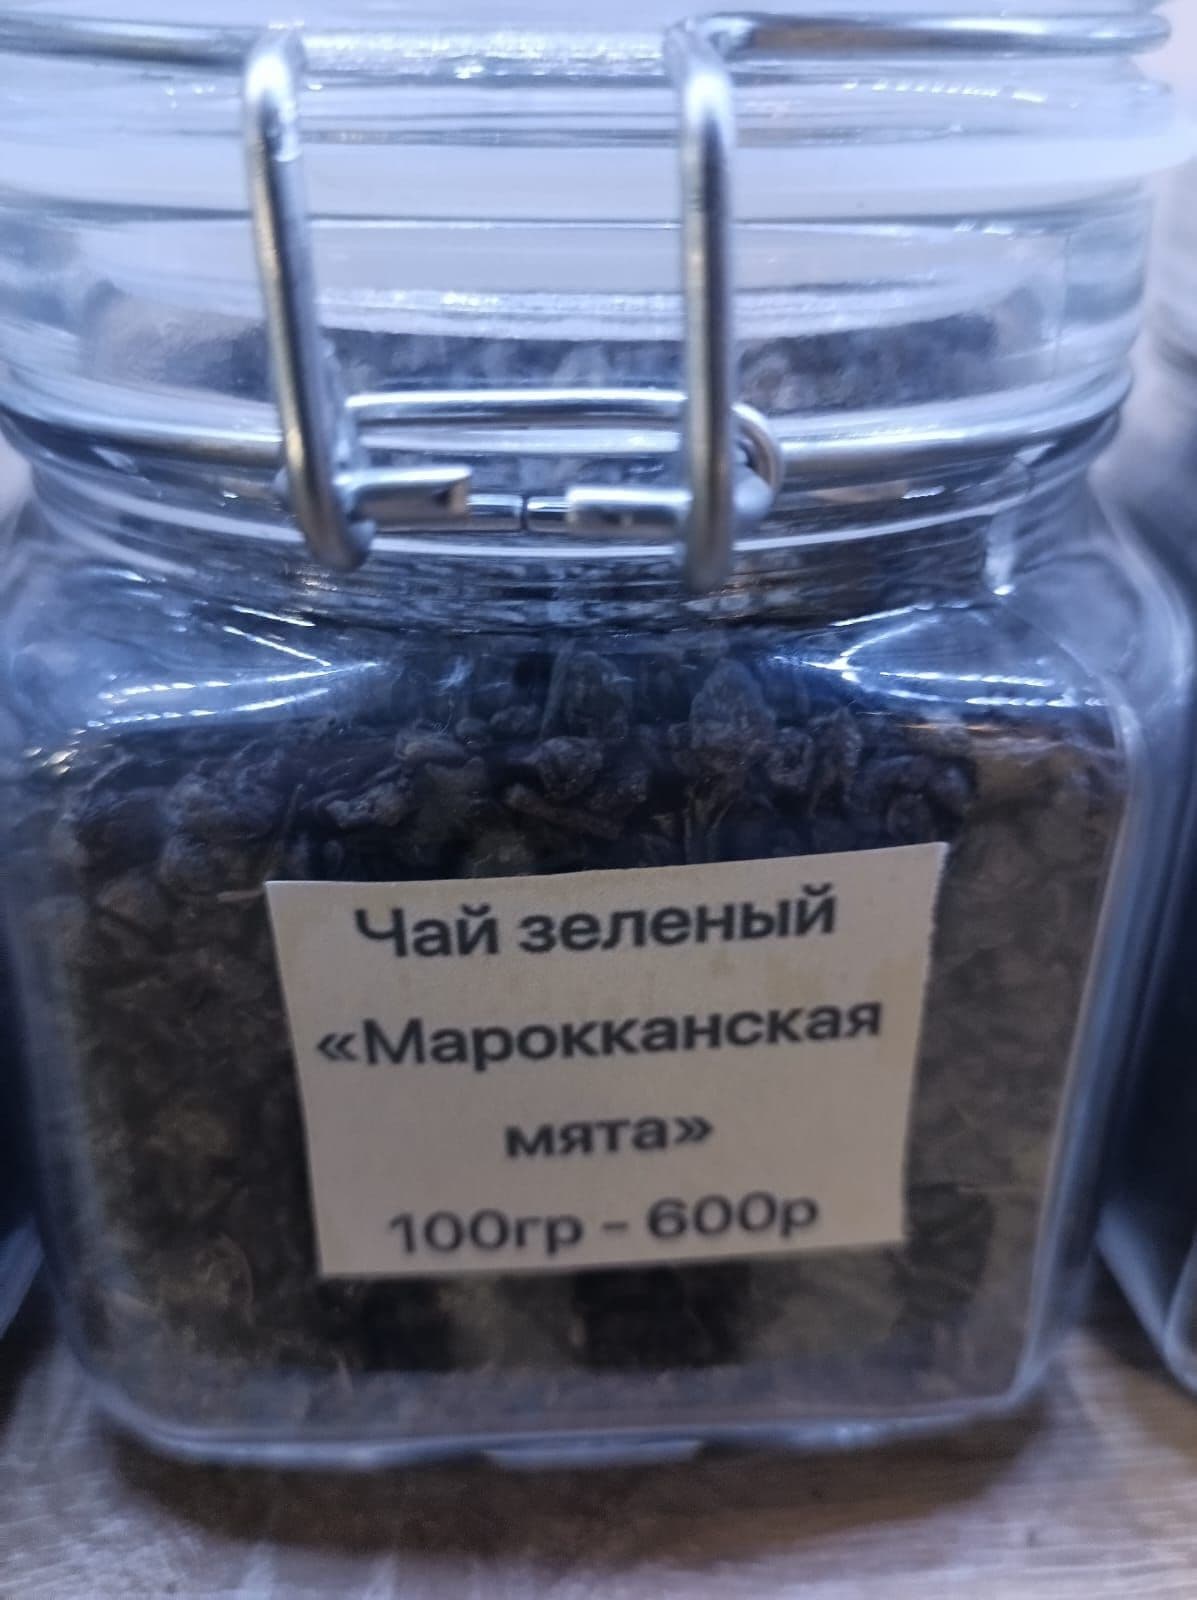 Чай зеленый
«Марокканская
мята»
100гр - 600р